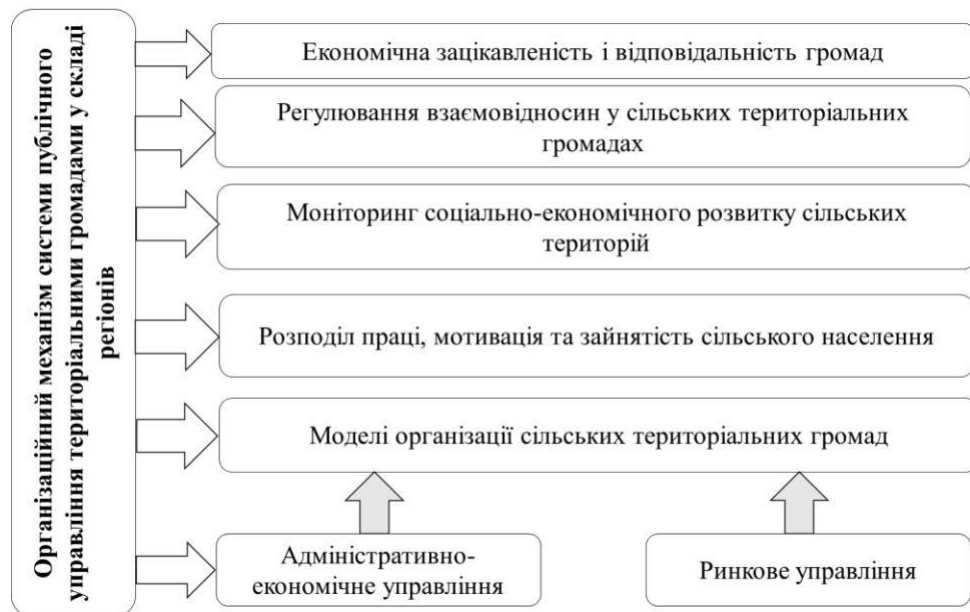 Організаційний механізм системи публічного
управління територіальними громадами у складі
регіонів
Економічна зацікавленість і відповідальність громад
Регулювання взаємовідносин у сільських територіальних
громадах
Моніторинг соціально-економічного розвитку сільських
територій
Розподіл праці, мотивація та зайнятість сільського населення
Моделі організації сільських територіальних громад
Адміністративно-
економічне управління
Ринкове управління